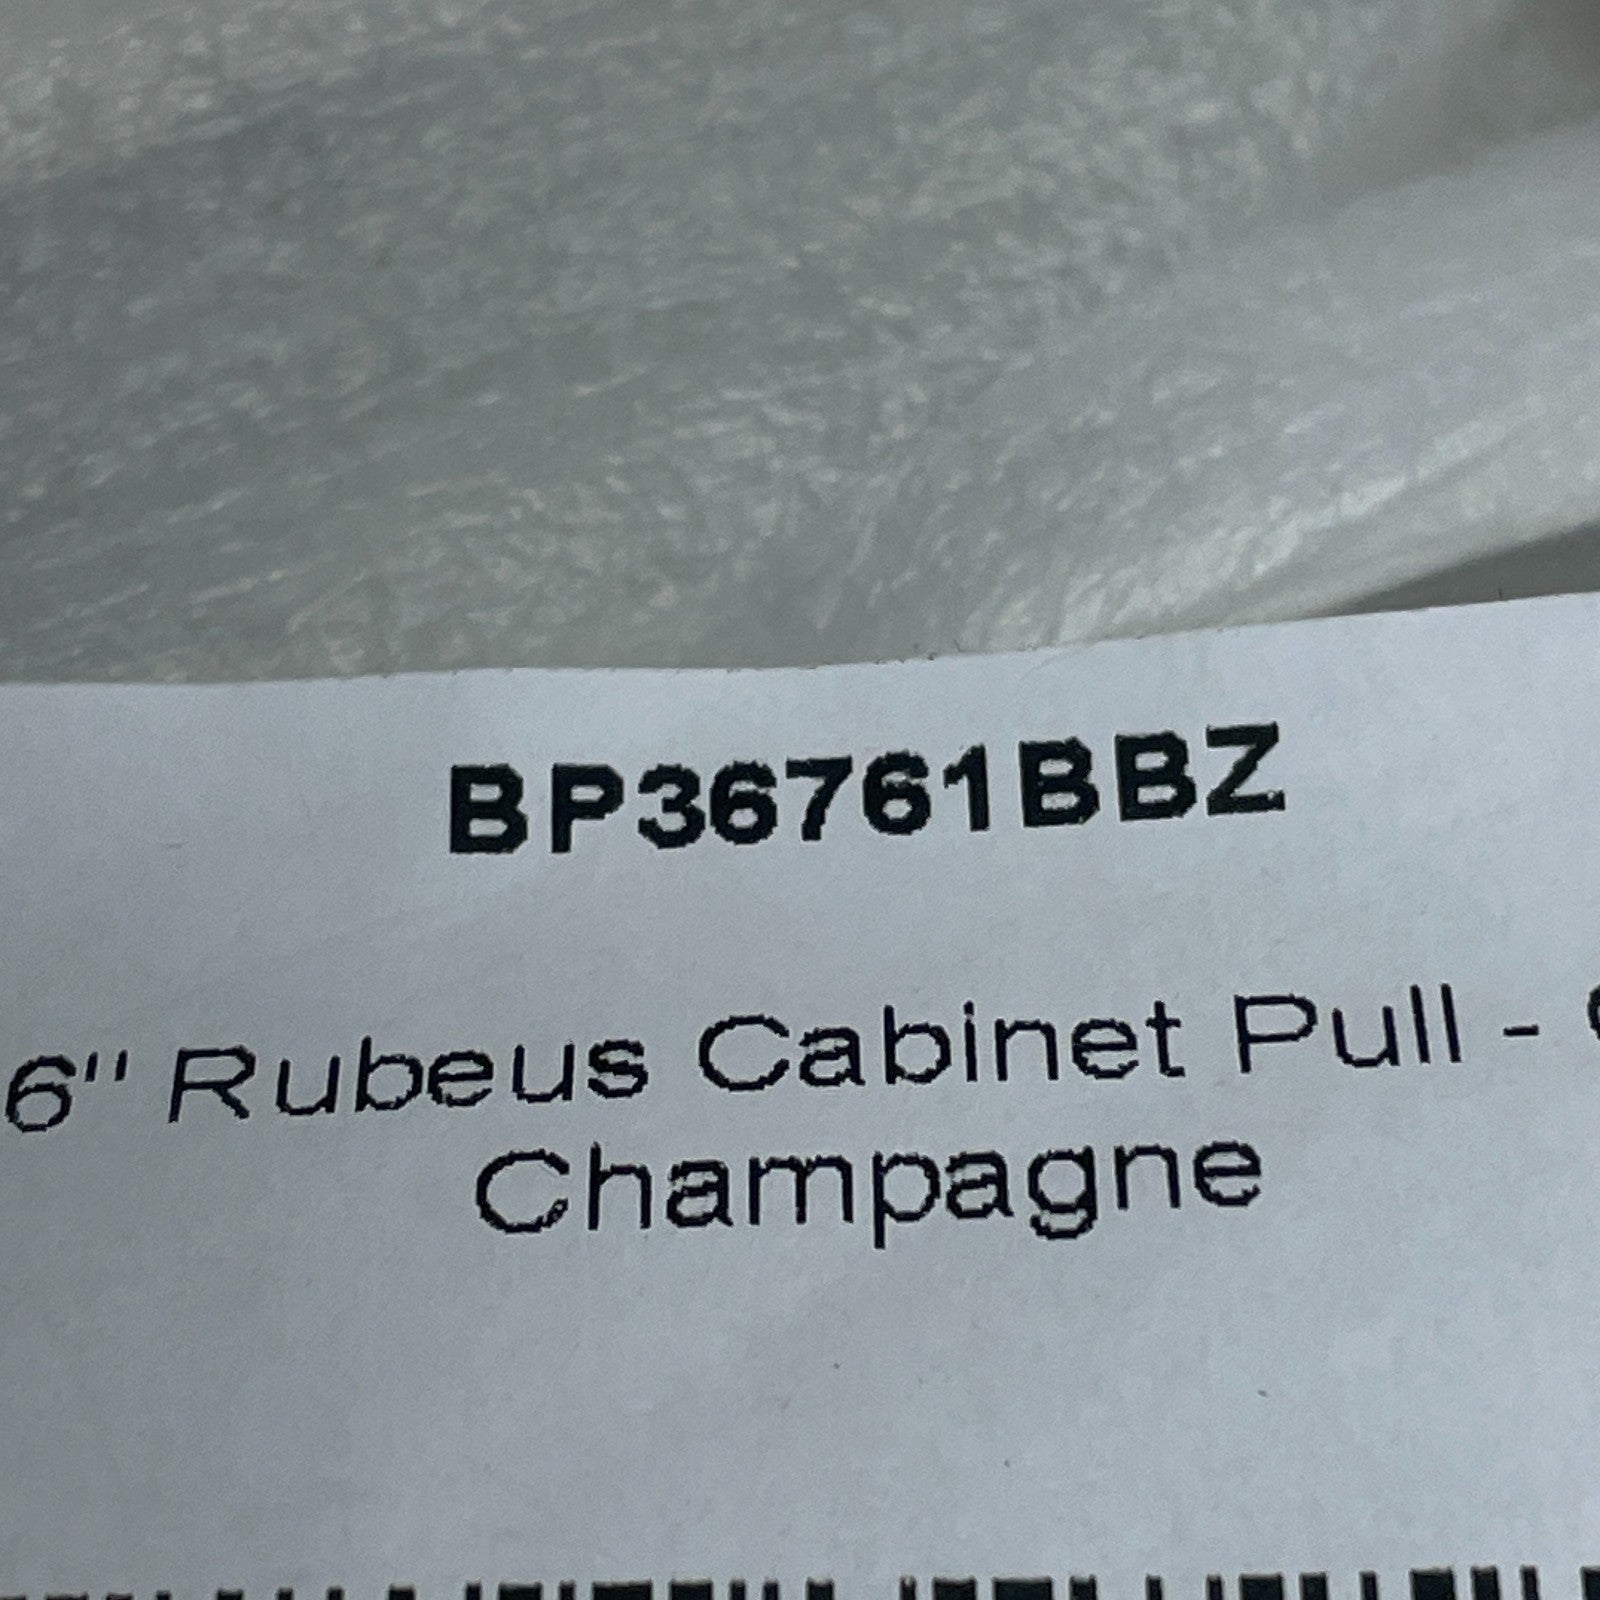 BP36761BBZ
6" Rubeus Cabinet Pull -
Champagne